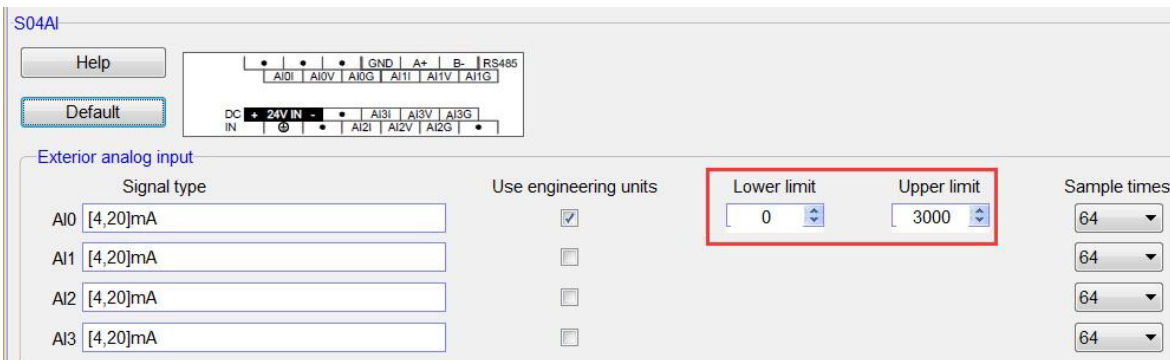 S04AI
Help
Default
GND A+ B- RS485
AI0I AI0V AI0G AI1I AI1V AI1G
DC + 24V IN - AI3I AI3V AI3G
IN AI2I AI2V AI2G
Exterior analog input
Signal type Use engineering units Lower limit Upper limit Sample times
AI0 [4,20]mA 0 3000 64
AI1 [4,20]mA 64
AI2 [4,20]mA 64
AI3 [4,20]mA 64